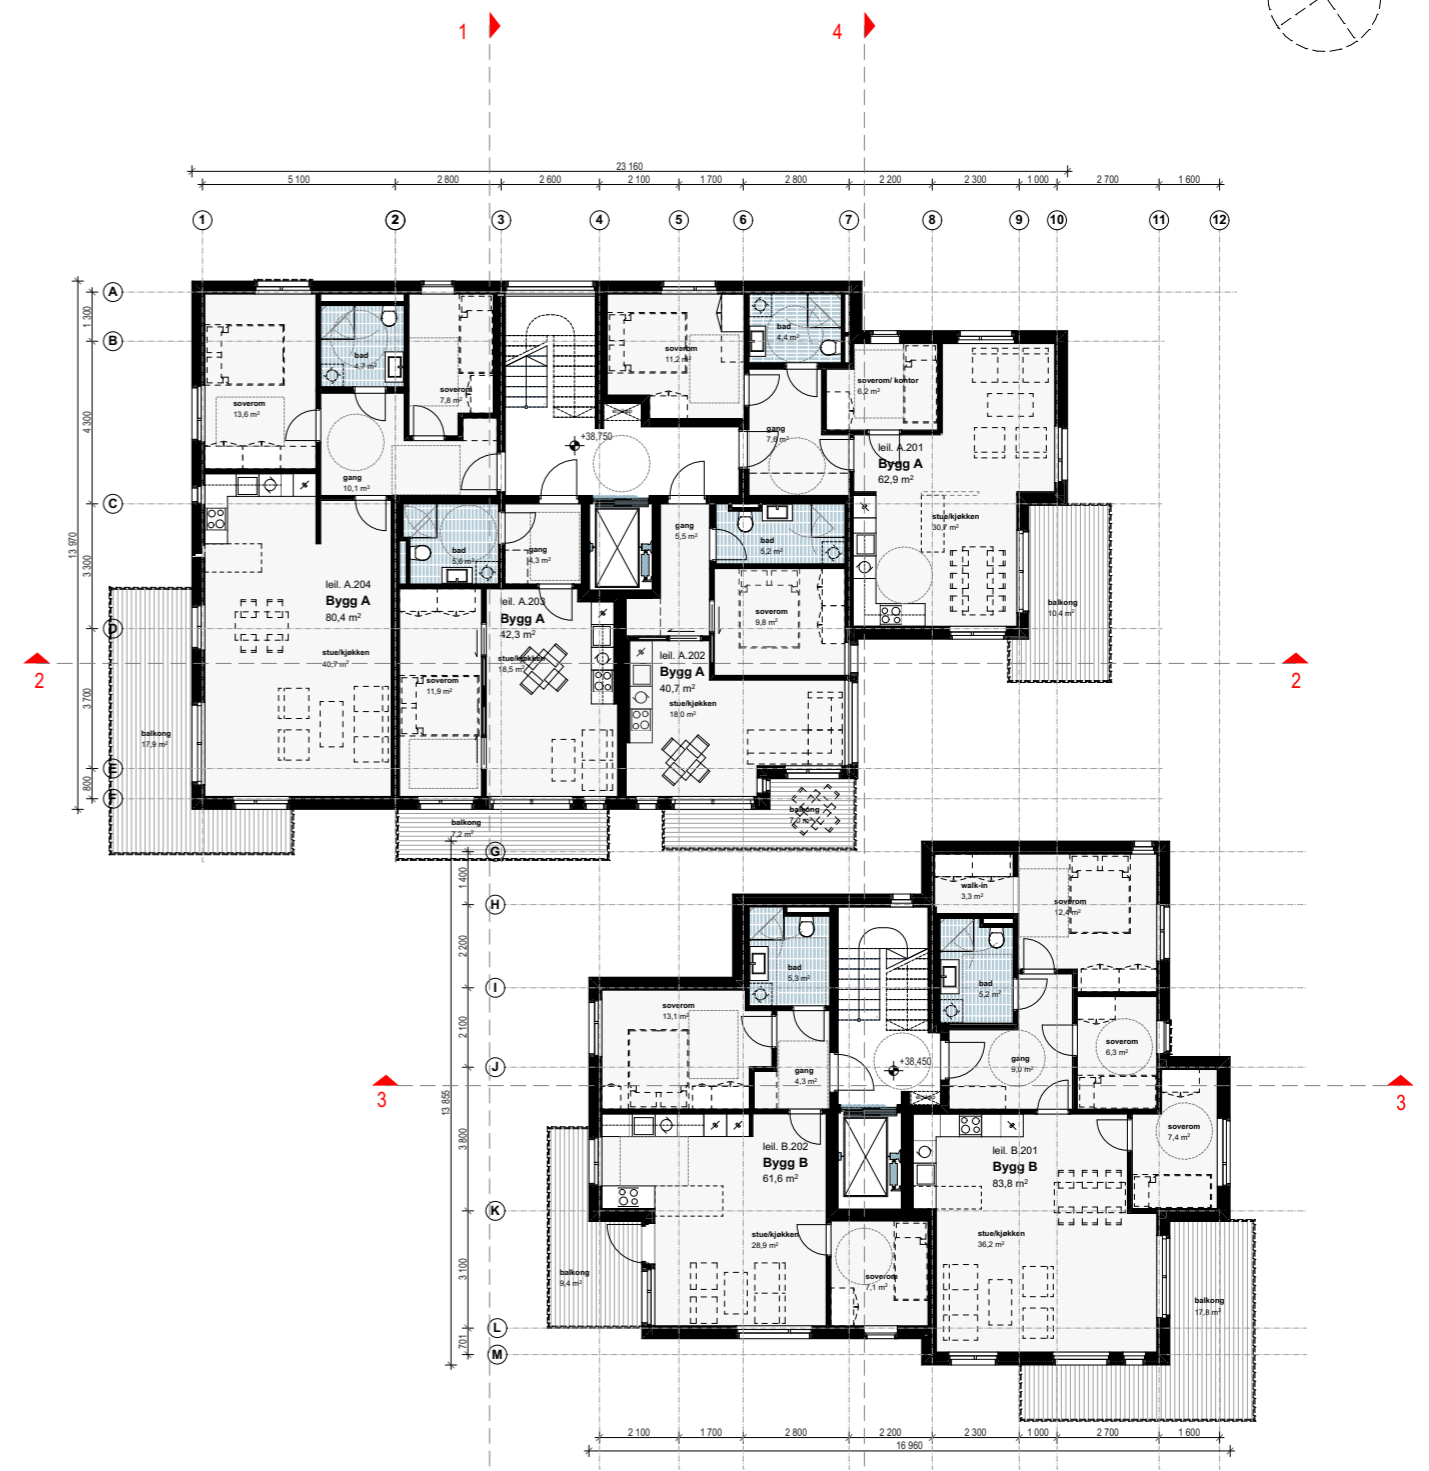 1
4
23 160
5 100
2 800
2 600
2 100
1 700
2 800
2 200
2 300
1 000
2 700
1 600
1
2
3
4
5
6
7
8
9
10
11
12
A
B
C
D
E
F
13 970
1 300
4 300
3 300
3 700
800
soverom
13,6 m²
bad
4,7 m²
soverom
7,8 m²
gang
10,1 m²
+38,750
soverom
11,2 m²
bad
4,4 m²
gang
7,6 m²
soverom/ kontor
6,2 m²
leil. A.201
Bygg A
62,9 m²
stue/kjøkken
30,7 m²
balkong
10,4 m²
leil. A.204
Bygg A
80,4 m²
stue/kjøkken
40,7 m²
balkong
17,9 m²
bad
5,6 m²
gang
4,3 m²
leil. A.203
Bygg A
42,3 m²
stue/kjøkken
18,5 m²
soverom
11,9 m²
balkong
7,2 m²
gang
5,5 m²
bad
5,2 m²
soverom
9,8 m²
leil. A.202
Bygg A
40,7 m²
stue/kjøkken
18,0 m²
balkong
7,0 m²
2
2
G
H
I
J
K
L
M
13 855
1 400
2 200
2 100
3 800
3 100
701
walk-in
3,3 m²
soverom
12,4 m²
bad
5,3 m²
bad
5,2 m²
soverom
13,1 m²
gang
4,3 m²
+38,450
gang
9,0 m²
soverom
6,3 m²
soverom
7,4 m²
3
3
leil. B.202
Bygg B
61,6 m²
stue/kjøkken
28,9 m²
balkong
9,4 m²
soverom
7,1 m²
leil. B.201
Bygg B
83,8 m²
stue/kjøkken
36,2 m²
balkong
17,8 m²
2 100
1 700
2 800
2 200
2 300
1 000
2 700
1 600
16 960